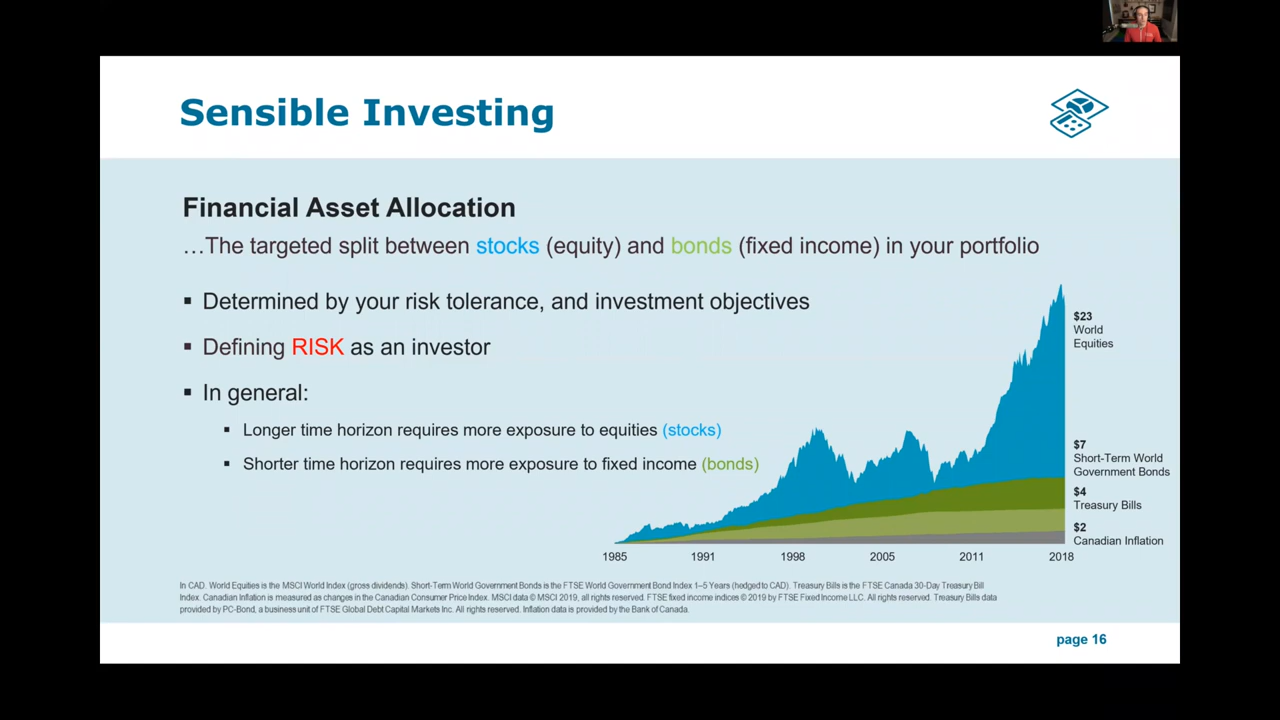 Sensible Investing
Financial Asset Allocation
…The targeted split between stocks (equity) and bonds (fixed income) in your portfolio
▪ Determined by your risk tolerance, and investment objectives
▪ Defining RISK as an investor
▪ In general:
▪ Longer time horizon requires more exposure to equities (stocks)
▪ Shorter time horizon requires more exposure to fixed income (bonds)
$23
World
Equities
$7
Short-Term World
Government Bonds
$4
Treasury Bills
$2
Canadian Inflation
1985 1991 1998 2005 2011 2018
In CAD. World Equities is the MSCI World Index (gross dividends). Short-Term World Government Bonds is the FTSE World Government Bond Index 1–5 Years (hedged to CAD). Treasury Bills is the FTSE Canada 30-Day Treasury Bill
Index. Canadian Inflation is measured as changes in the Canadian Consumer Price Index. MSCI data © MSCI 2019, all rights reserved. FTSE fixed income indices © 2019 by FTSE Fixed Income LLC. All rights reserved. Treasury Bills data
provided by PC-Bond, a business unit of FTSE Global Debt Capital Markets Inc. All rights reserved. Inflation data is provided by the Bank of Canada.
page 16